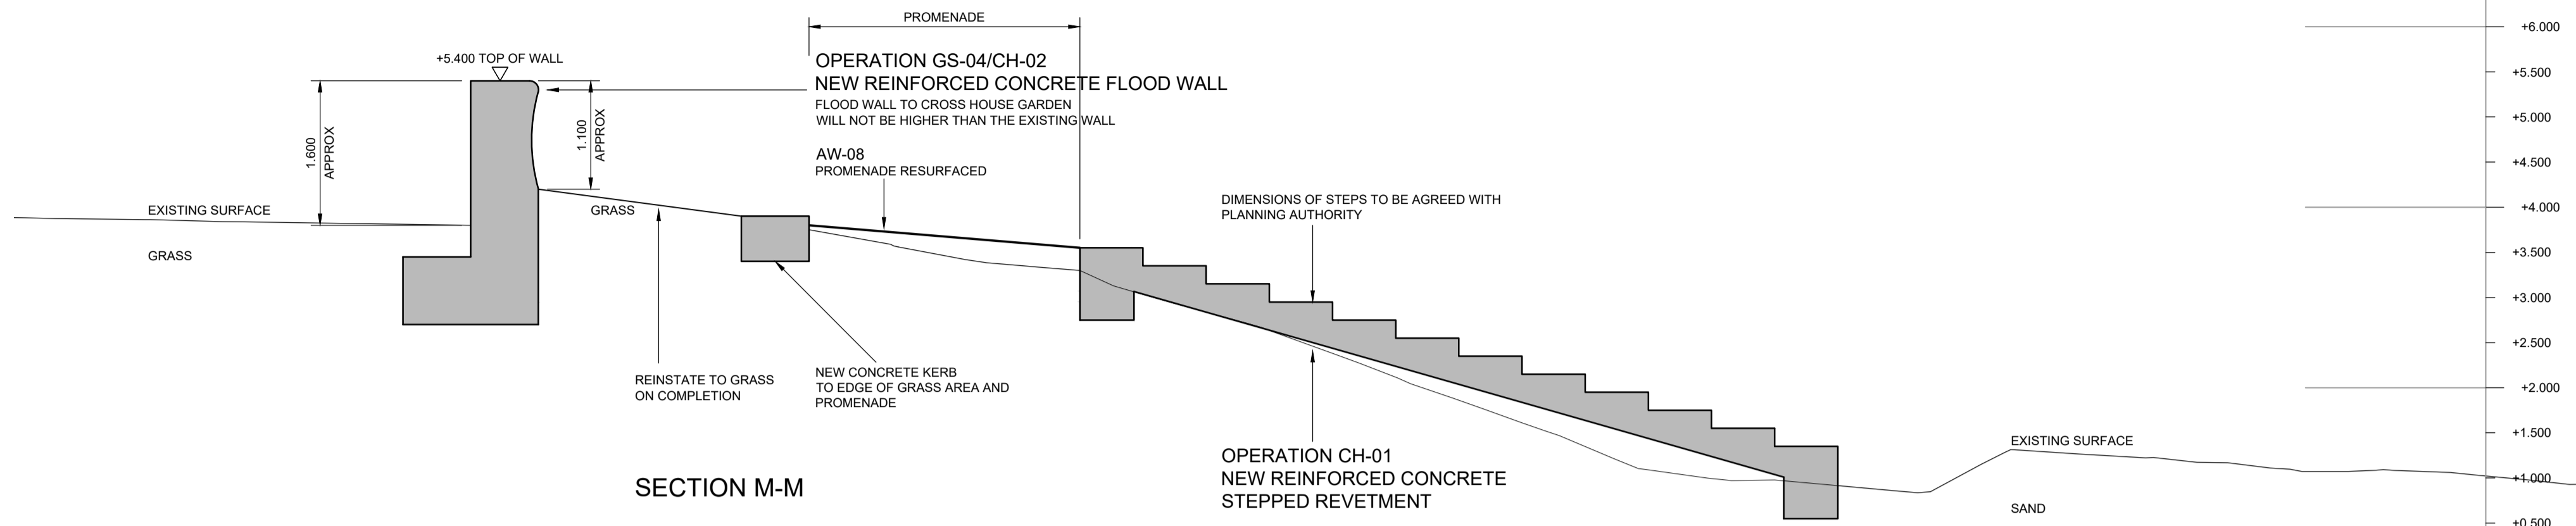 PROMENADE
+5.400 TOP OF WALL
OPERATION GS-04/CH-02
NEW REINFORCED CONCRETE FLOOD WALL
FLOOD WALL TO CROSS HOUSE GARDEN
WILL NOT BE HIGHER THAN THE EXISTING WALL
1.600
APPROX
1.100
APPROX
AW-08
PROMENADE RESURFACED
EXISTING SURFACE
GRASS
GRASS
DIMENSIONS OF STEPS TO BE AGREED WITH
PLANNING AUTHORITY
REINSTATE TO GRASS
ON COMPLETION
NEW CONCRETE KERB
TO EDGE OF GRASS AREA AND
PROMENADE
OPERATION CH-01
NEW REINFORCED CONCRETE
STEPPED REVETMENT
SECTION M-M
EXISTING SURFACE
SAND
+6.000
+5.500
+5.000
+4.500
+4.000
+3.500
+3.000
+2.500
+2.000
+1.500
+1.000
+0.500